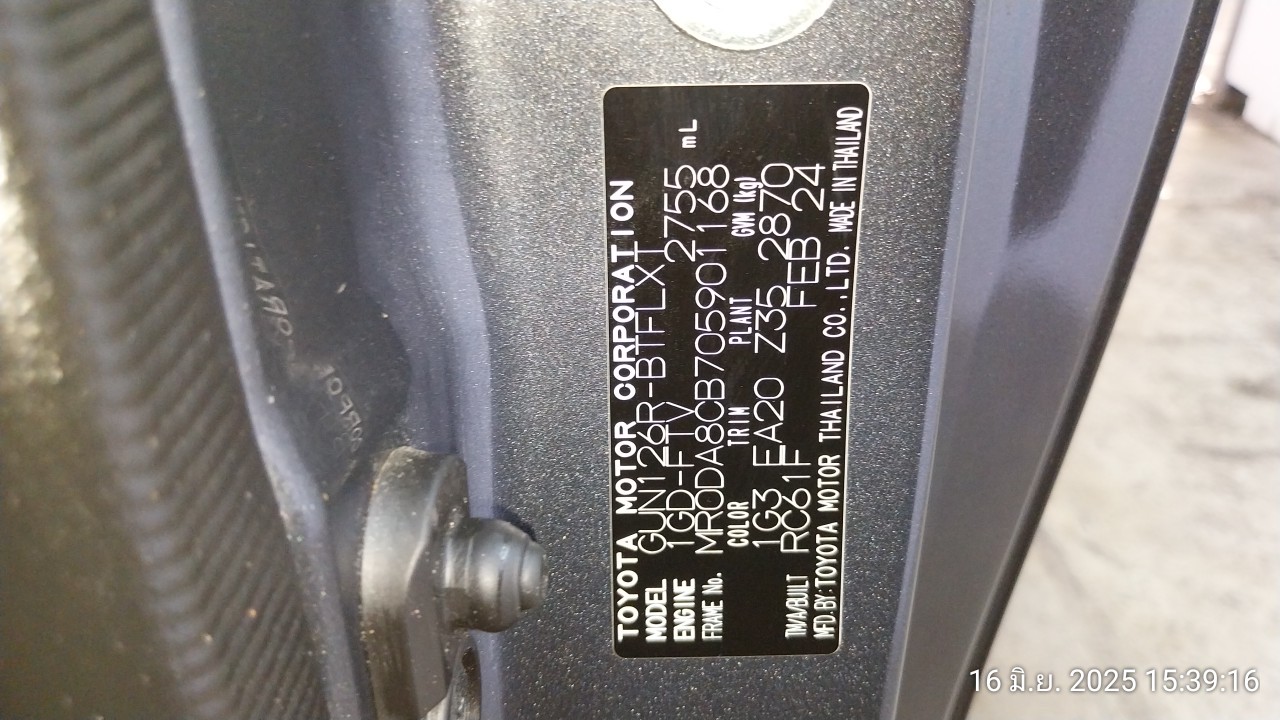 TOYOTA MOTOR CORPORATION
MODEL GUN126R-BTFLXT
ENGINE 1GD-FTV 2755 mL
FRAME No. MR0DA8CB705901168
COLOR TRIM PLANT GVM (kg)
1G3 EA20 Z35 2870
TM/A/BUILT RC61F FEB 24
MFD. BY: TOYOTA MOTOR THAILAND CO.,LTD. MADE IN THAILAND
16 มิ.ย. 2025 15:39:16